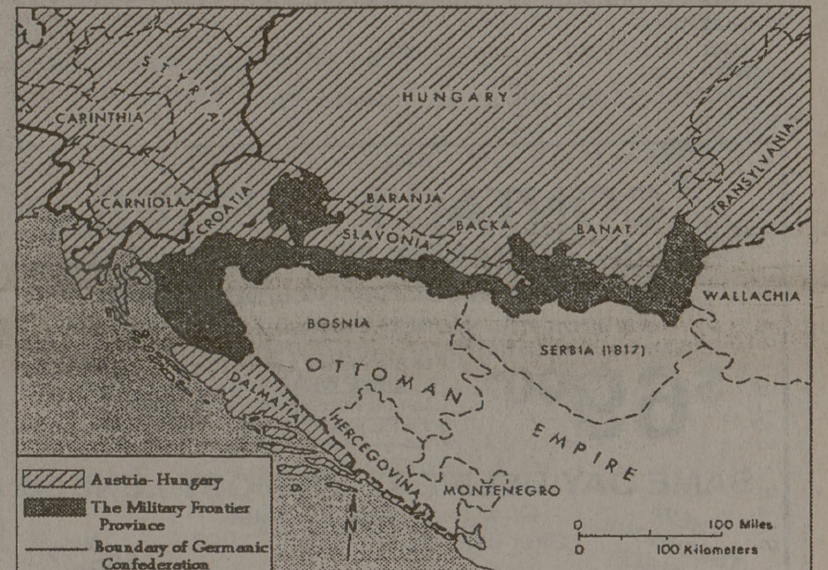 STYRIA
HUNGARY
CARINTHIA
TRANSYLVANIA
CARNIOLA
CROATIA
BARANJA
SLAVONIA
BACKA
BANAT
WALLACHIA
BOSNIA
SERBIA (1817)
OTTOMAN
EMPIRE
DALMATIA
HERCEGOVINA
MONTENEGRO
Austria-Hungary
The Military Frontier
Province
Boundary of Germanic
Confederation
N
0 100 Miles
0 100 Kilometers